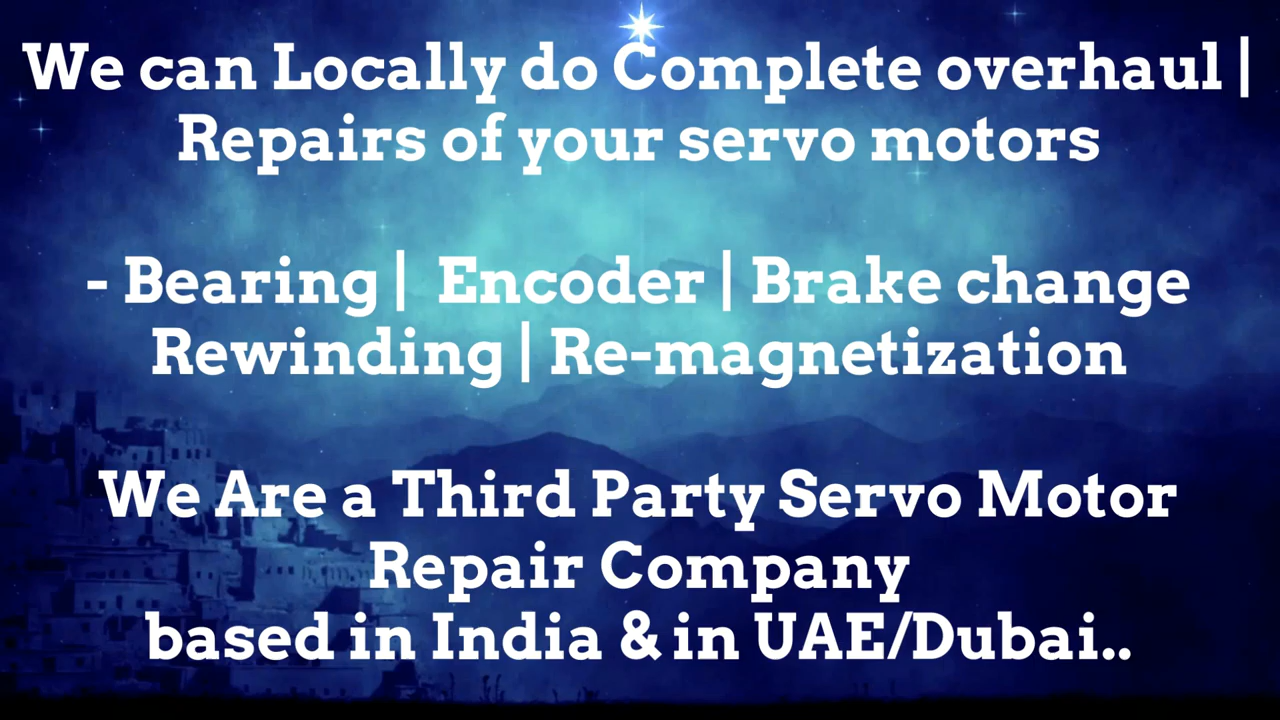 We can Locally do Complete overhaul |
Repairs of your servo motors
- Bearing | Encoder | Brake change
Rewinding | Re-magnetization
We Are a Third Party Servo Motor
Repair Company
based in India & in UAE/Dubai..